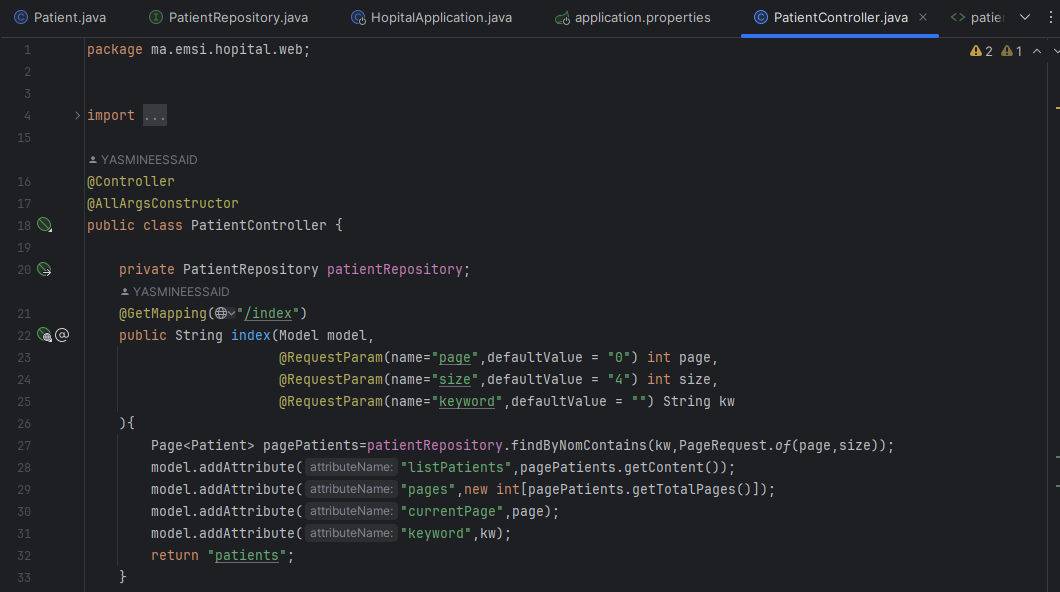 Patient.java PatientRepository.java HopitalApplication.java application.properties PatientController.java
1 package ma.emsi.hopital.web;
2
3
4 import ...
15
YASMINEESSAID
16 @Controller
17 @AllArgsConstructor
18 public class PatientController {
19
20 private PatientRepository patientRepository;
YASMINEESSAID
21 @GetMapping("/index")
22 public String index(Model model,
23 @RequestParam(name="page",defaultValue = "0") int page,
24 @RequestParam(name="size",defaultValue = "4") int size,
25 @RequestParam(name="keyword",defaultValue = "") String kw
26 ){
27 Page<Patient> pagePatients=patientRepository.findByNomContains(kw,PageRequest.of(page,size));
28 model.addAttribute( attributeName: "listPatients",pagePatients.getContent());
29 model.addAttribute( attributeName: "pages",new int[pagePatients.getTotalPages()]);
30 model.addAttribute( attributeName: "currentPage",page);
31 model.addAttribute( attributeName: "keyword",kw);
32 return "patients";
33 }
2 1